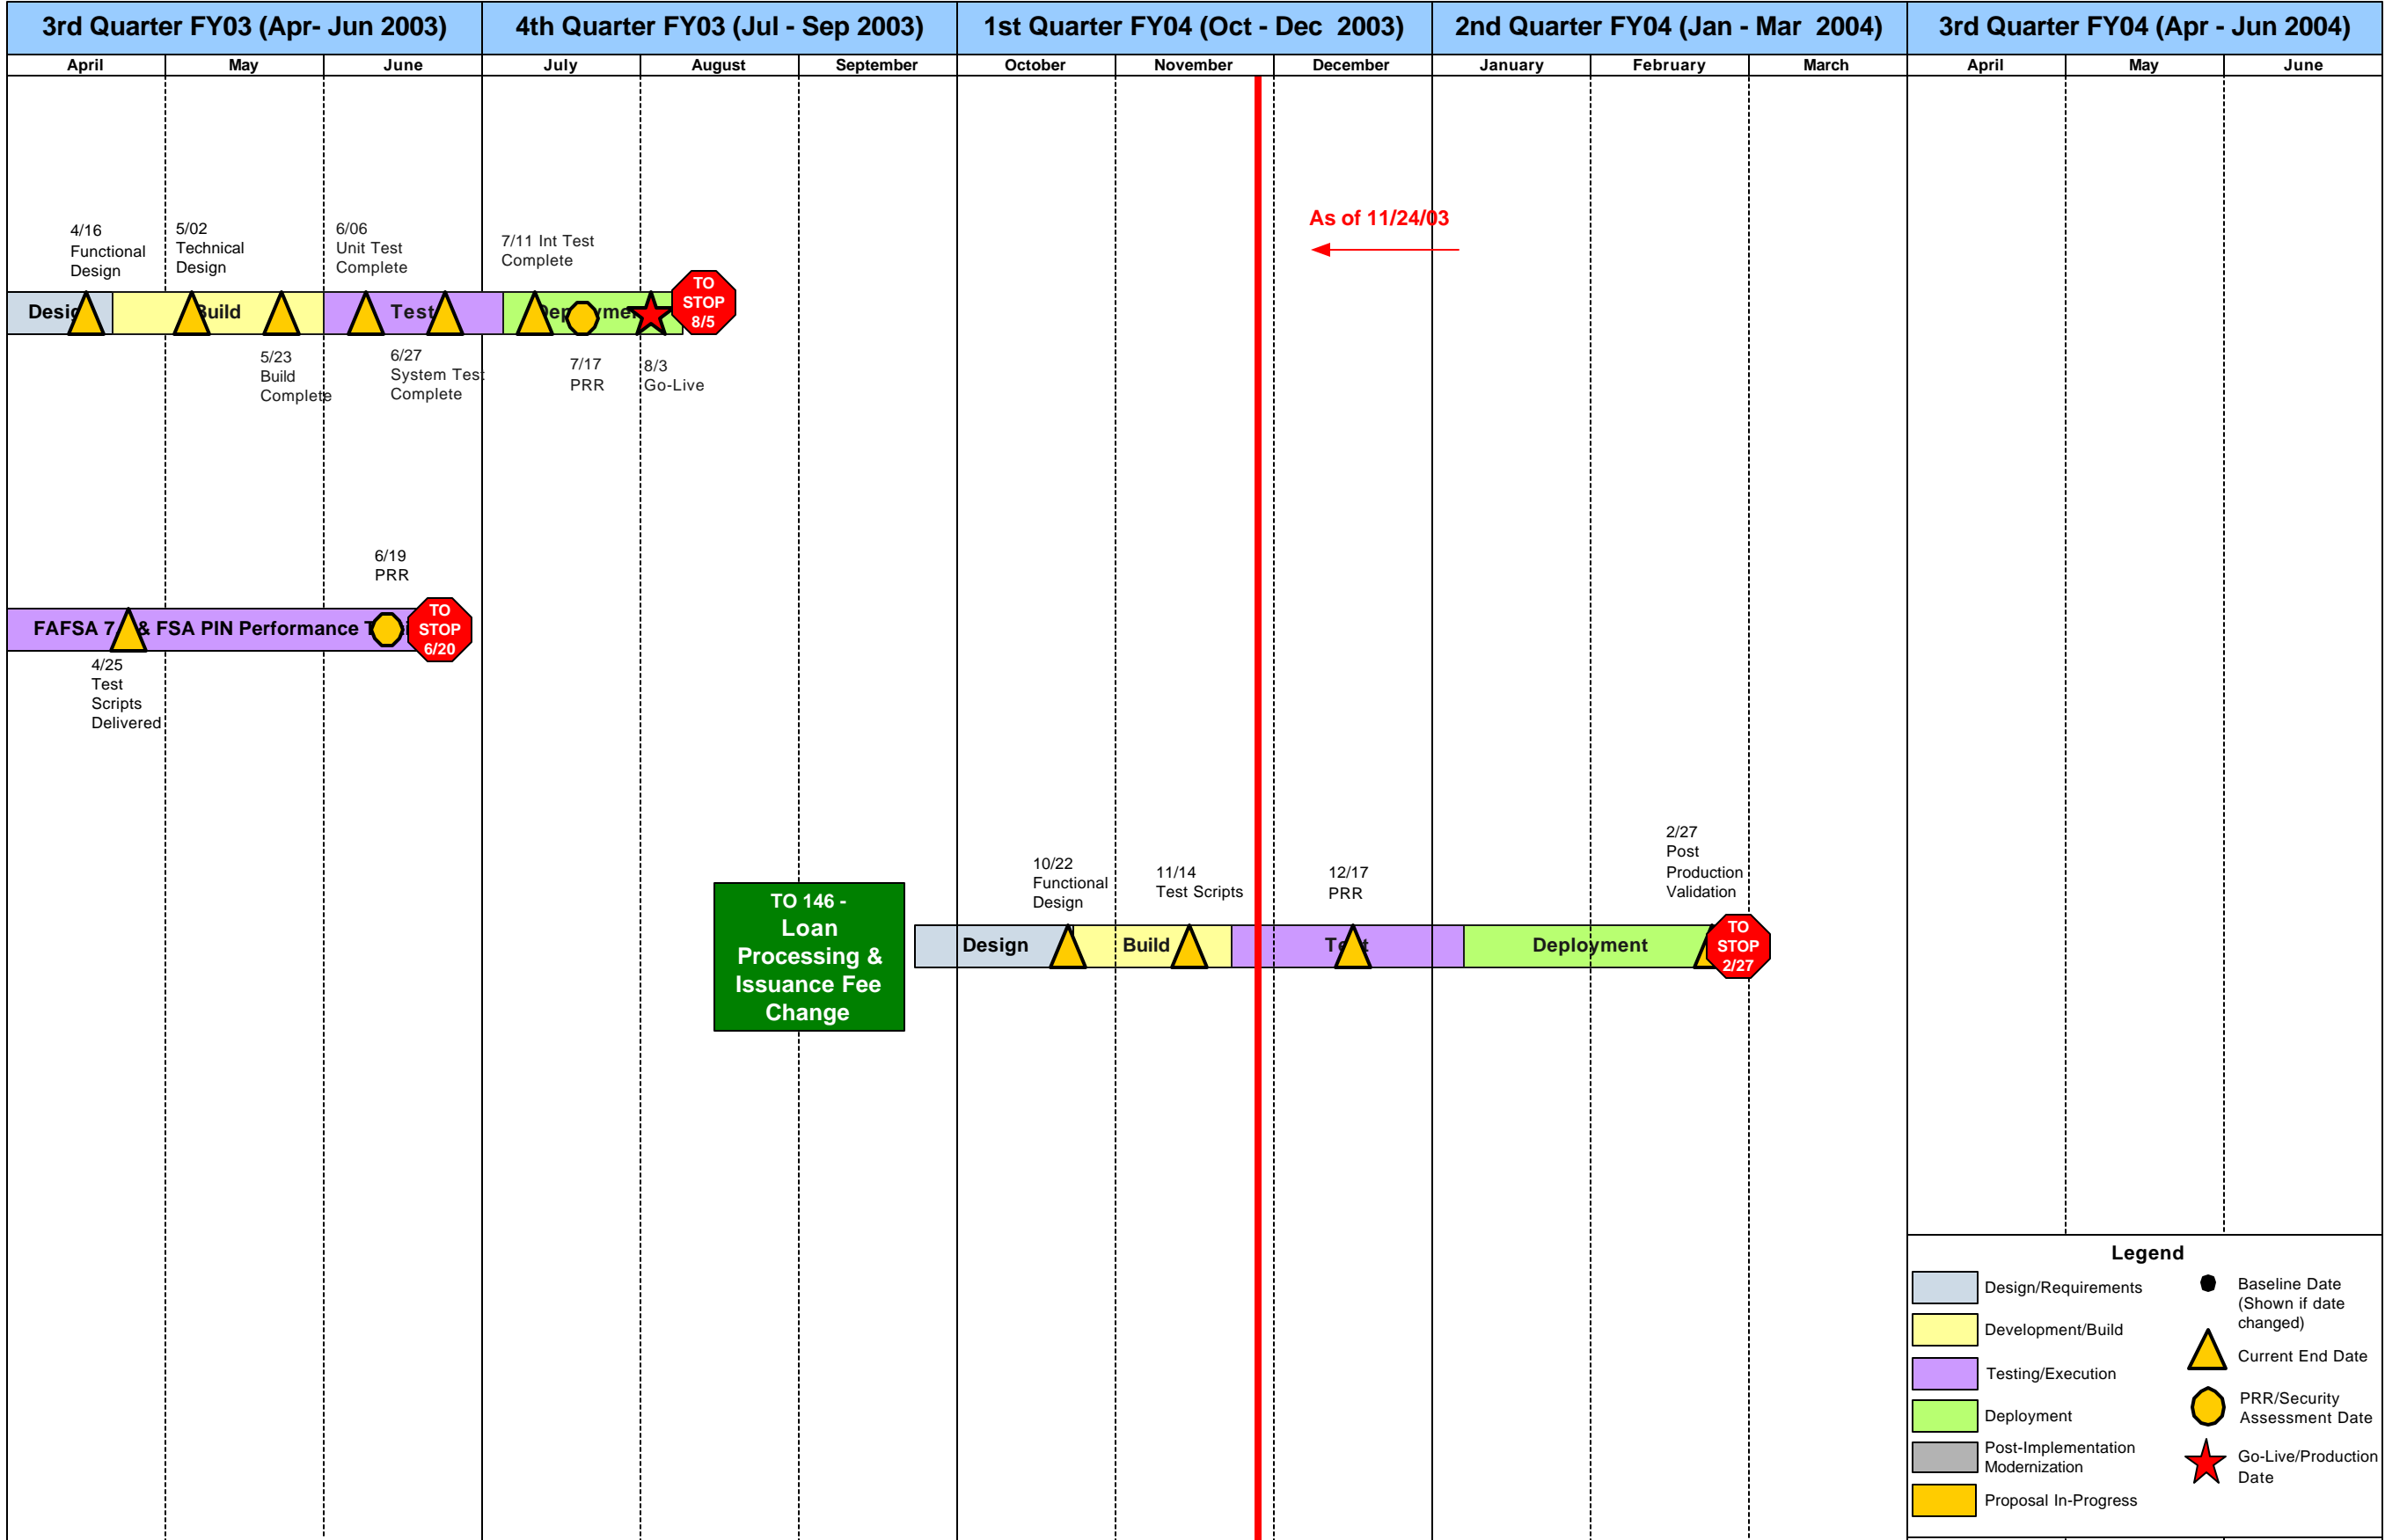 3rd Quarter FY03 (Apr- Jun 2003)
4th Quarter FY03 (Jul - Sep 2003)
1st Quarter FY04 (Oct - Dec 2003)
2nd Quarter FY04 (Jan - Mar 2004)
3rd Quarter FY04 (Apr - Jun 2004)
April
May
June
July
August
September
October
November
December
January
February
March
April
May
June
As of 11/24/03
4/16
Functional
Design
5/02
Technical
Design
6/06
Unit Test
Complete
7/11 Int Test
Complete
Build
Test
TO
STOP
8/5
5/23
Build
Complete
6/27
System Test
Complete
7/17
PRR
8/3
Go-Live
6/19
PRR
FAFSA 7 & FSA PIN Performance
TO
STOP
6/20
4/25
Test
Scripts
Delivered
TO 146 -
Loan
Processing &
Issuance Fee
Change
10/22
Functional
Design
11/14
Test Scripts
12/17
PRR
2/27
Post
Production
Validation
Design
Build
Test
Deployment
TO
STOP
2/27
Legend
Design/Requirements
Development/Build
Testing/Execution
Deployment
Post-Implementation
Modernization
Proposal In-Progress
Baseline Date
(Shown if date
changed)
Current End Date
PRR/Security
Assessment Date
Go-Live/Production
Date